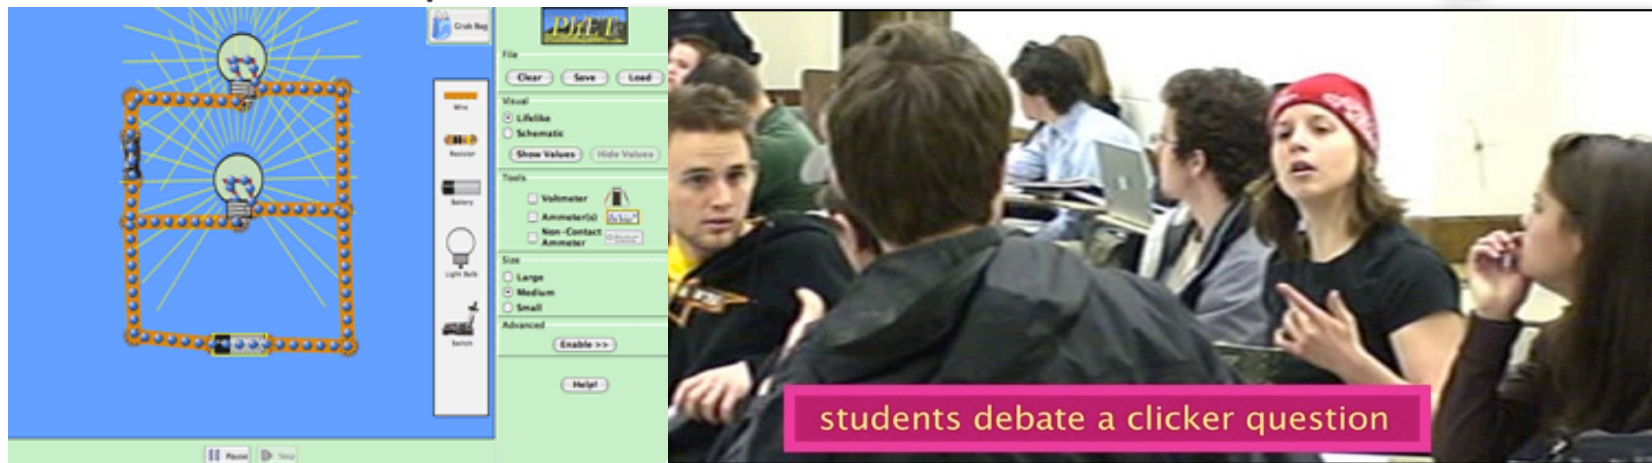 Grab Bag
PhET
File
Clear Save Load
Visual
Lifelike
Schematic
Show Values Hide Values
Tools
Voltmeter
Ammeter(s)
Non-Contact
Ammeter
Size
Large
Medium
Small
Advanced
Enable >>
Help!
Wire
Resistor
Battery
Light Bulb
Switch
Pause Step
students debate a clicker question